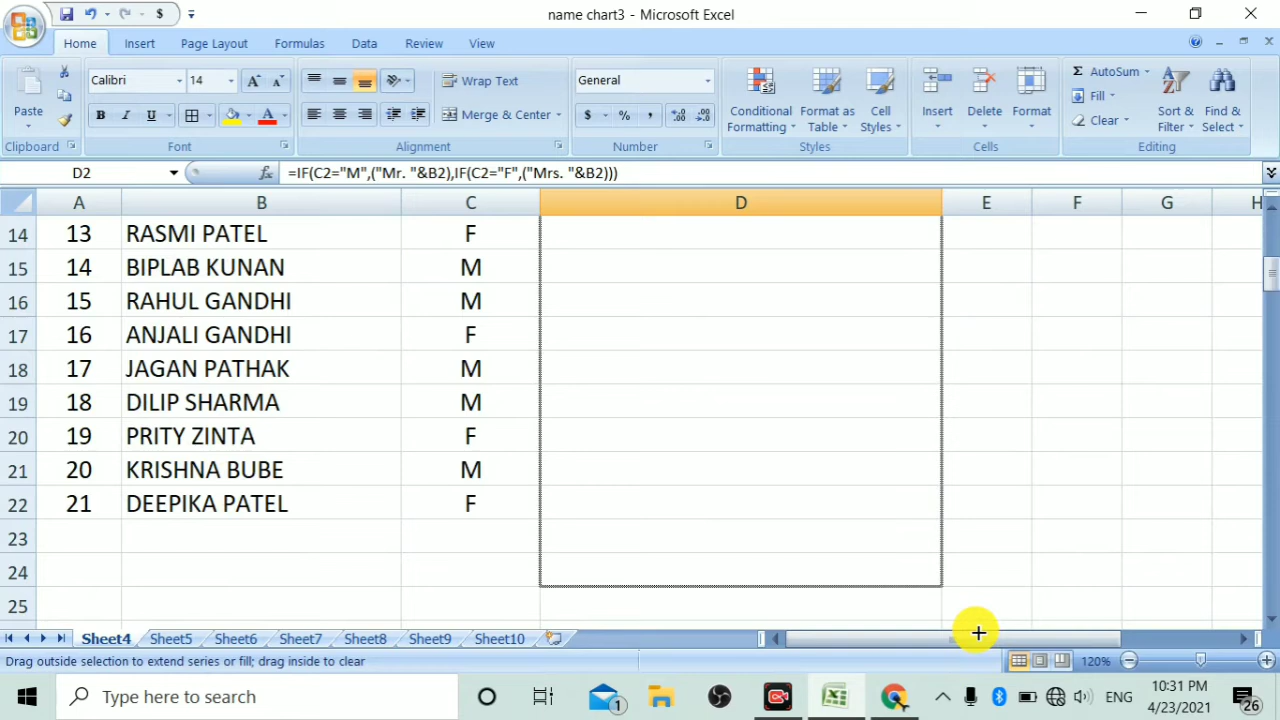 name chart3 - Microsoft Excel
Home Insert Page Layout Formulas Data Review View
Paste
Clipboard
Calibri 14
B I U
Font
Wrap Text
Merge & Center
Alignment
General
$ % ,
Number
Conditional Formatting
Format as Table
Cell Styles
Styles
Insert Delete Format
Cells
Σ AutoSum
Fill
Clear
Sort & Filter
Find & Select
Editing
D2 fx =IF(C2="M",("Mr. "&B2),IF(C2="F",("Mrs. "&B2)))
A B C D E F G H
14 13 RASMI PATEL F
15 14 BIPLAB KUNAN M
16 15 RAHUL GANDHI M
17 16 ANJALI GANDHI F
18 17 JAGAN PATHAK M
19 18 DILIP SHARMA M
20 19 PRITY ZINTA F
21 20 KRISHNA BUBE M
22 21 DEEPIKA PATEL F
23
24
25
Sheet4 Sheet5 Sheet6 Sheet7 Sheet8 Sheet9 Sheet10
Drag outside selection to extend series or fill; drag inside to clear 120%
Type here to search 1 ENG 10:31 PM
4/23/2021 26